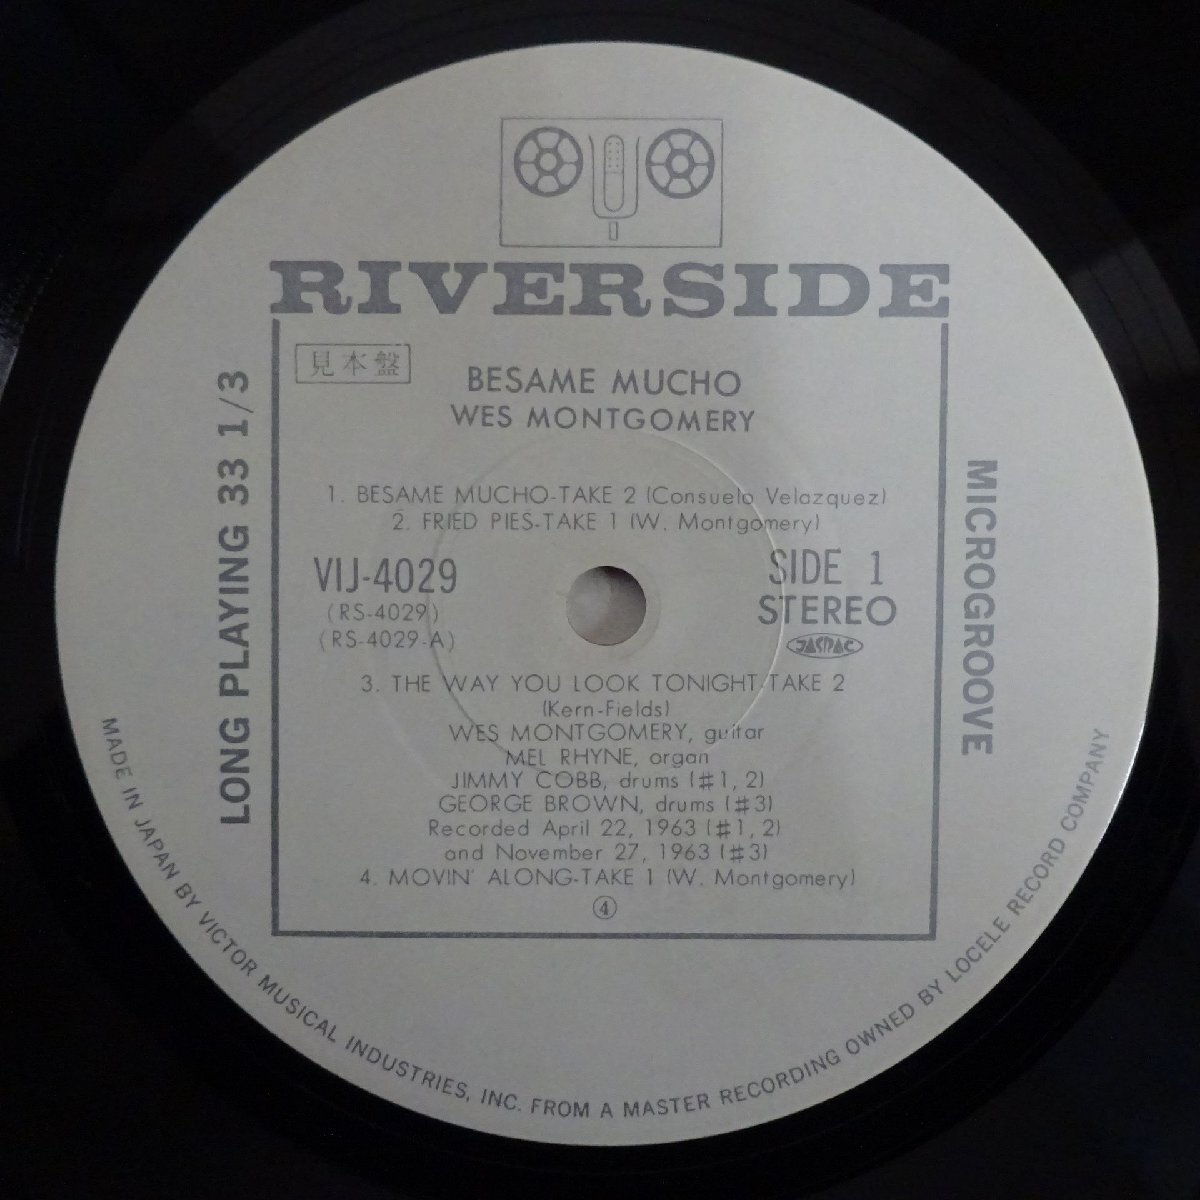 RIVERSIDE
見本盤
BESAME MUCHO
WES MONTGOMERY
1. BESAME MUCHO-TAKE 2 (Consuelo Velazquez)
2. FRIED PIES-TAKE 1 (W. Montgomery)
VIJ-4029
(RS-4029)
(RS-4029-A)
SIDE 1
STEREO
JASRAC
3. THE WAY YOU LOOK TONIGHT TAKE 2
(Kern-Fields)
WES MONTGOMERY, guitar
MEL RHYNE, organ
JIMMY COBB, drums (#1, 2)
GEORGE BROWN, drums (#3)
Recorded April 22, 1963 (#1, 2)
and November 27, 1963 (#3)
4. MOVIN' ALONG-TAKE 1 (W. Montgomery)
④
LONG PLAYING 33 1/3
MICROGROOVE
MADE IN JAPAN BY VICTOR MUSICAL INDUSTRIES, INC. FROM A MASTER RECORDING OWNED BY LOCELE RECORD COMPANY